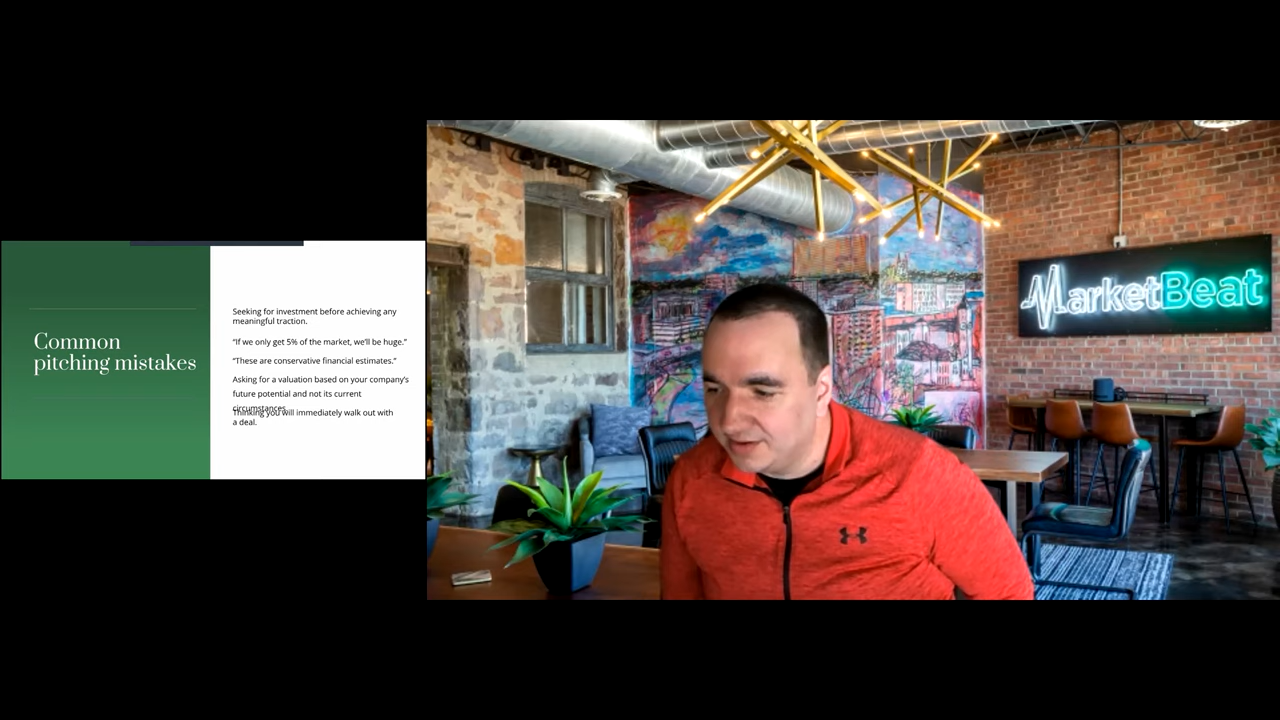 Common
pitching mistakes
Seeking for investment before achieving any
meaningful traction.
“If we only get 5% of the market, we’ll be huge.”
“These are conservative financial estimates.”
Asking for a valuation based on your company’s
future potential and not its current
circumstances.
Thinking you will immediately walk out with
a deal.
MarketBeat